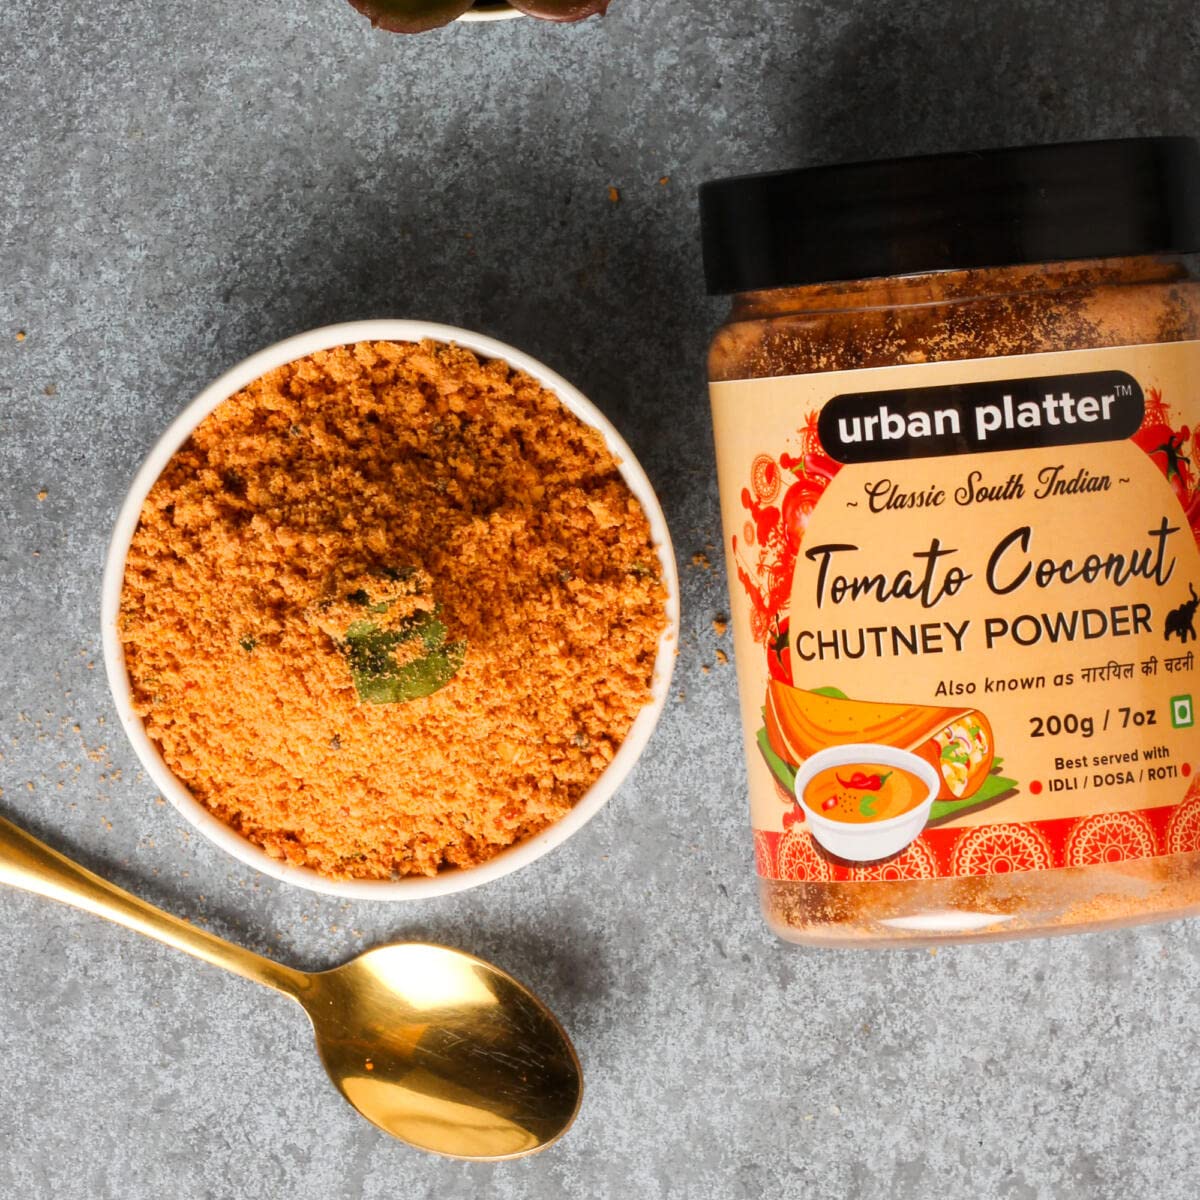 urban platter™
~ Classic South Indian ~
Tomato Coconut
CHUTNEY POWDER
Also known as नारयिल की चटनी
200g / 7oz
Best served with
• IDLI / DOSA / ROTI •